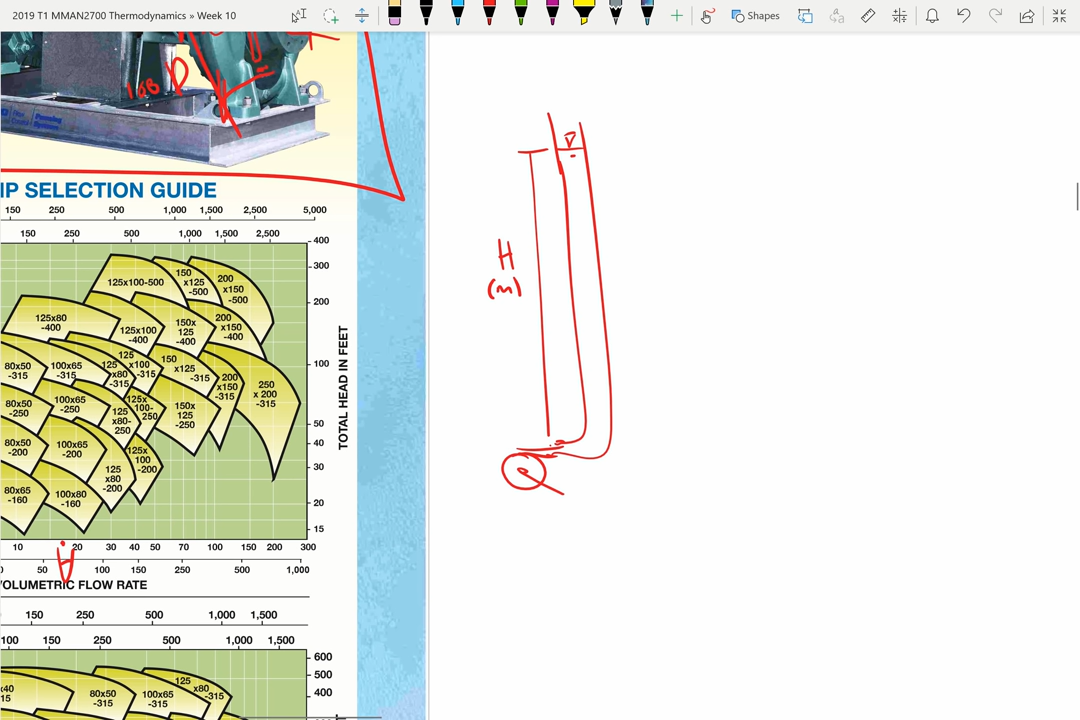 2019 T1 MMAN2700 Thermodynamics » Week 10
Shapes
168
IP SELECTION GUIDE
150 250 500 1,000 1,500 2,500 5,000
150 250 500 1,000 1,500 2,500
400
300
200
100
50
40
30
20
15
TOTAL HEAD IN FEET
125x100-500
150
x125
-500
200
x150
-500
125x80
-400
125x100
-400
150x
125
-400
200
x150
-400
80x50
-315
100x65
-315
125
x80
-315
125
x100
-315
150
x125
-315
200
x150
-315
250
x 200
-315
80x50
-250
100x65
-250
125
x80-
250
125x
100-
250
150x
125
-250
80x50
-200
100x65
-200
125
x80
-200
125x
100
-200
80x65
-160
100x80
-160
10 20 30 40 50 70 100 150 200 300
0 50 100 150 250 500 1,000
OLUMETRIC FLOW RATE
150 250 500 1,000 1,500
100 150 250 500 1,000 1,500
600
500
400
x40
15
80x50
-315
100x65
-315
125
x80
-315
H
(m)